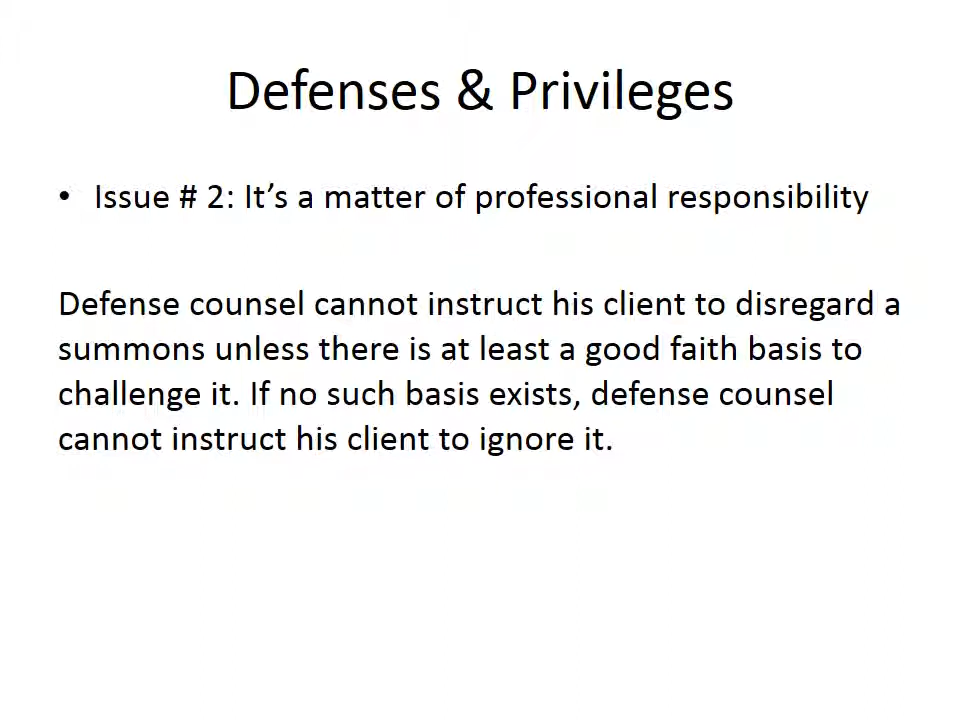 Defenses & Privileges
• Issue # 2: It’s a matter of professional responsibility
Defense counsel cannot instruct his client to disregard a
summons unless there is at least a good faith basis to
challenge it. If no such basis exists, defense counsel
cannot instruct his client to ignore it.